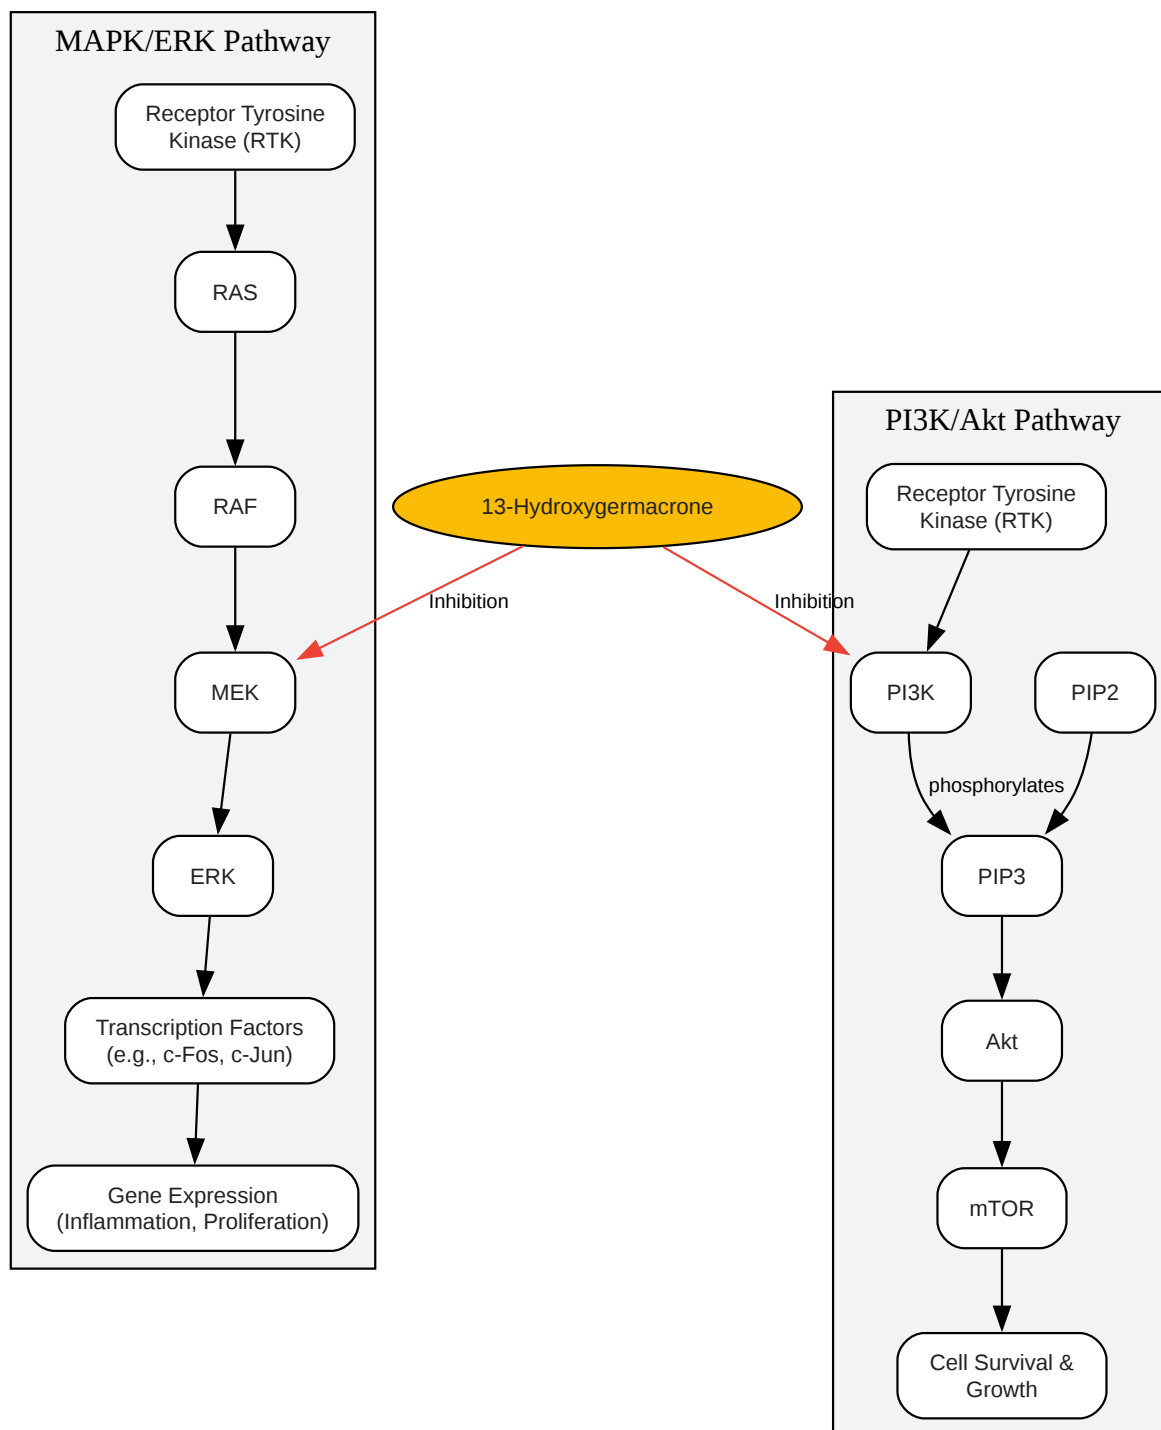 MAPK/ERK Pathway
Receptor Tyrosine
Kinase (RTK)
RAS
RAF
MEK
ERK
Transcription Factors
(e.g., c-Fos, c-Jun)
Gene Expression
(Inflammation, Proliferation)
13-Hydroxygermacrone
Inhibition
Inhibition
PI3K/Akt Pathway
Receptor Tyrosine
Kinase (RTK)
PI3K
PIP2
phosphorylates
PIP3
Akt
mTOR
Cell Survival &
Growth